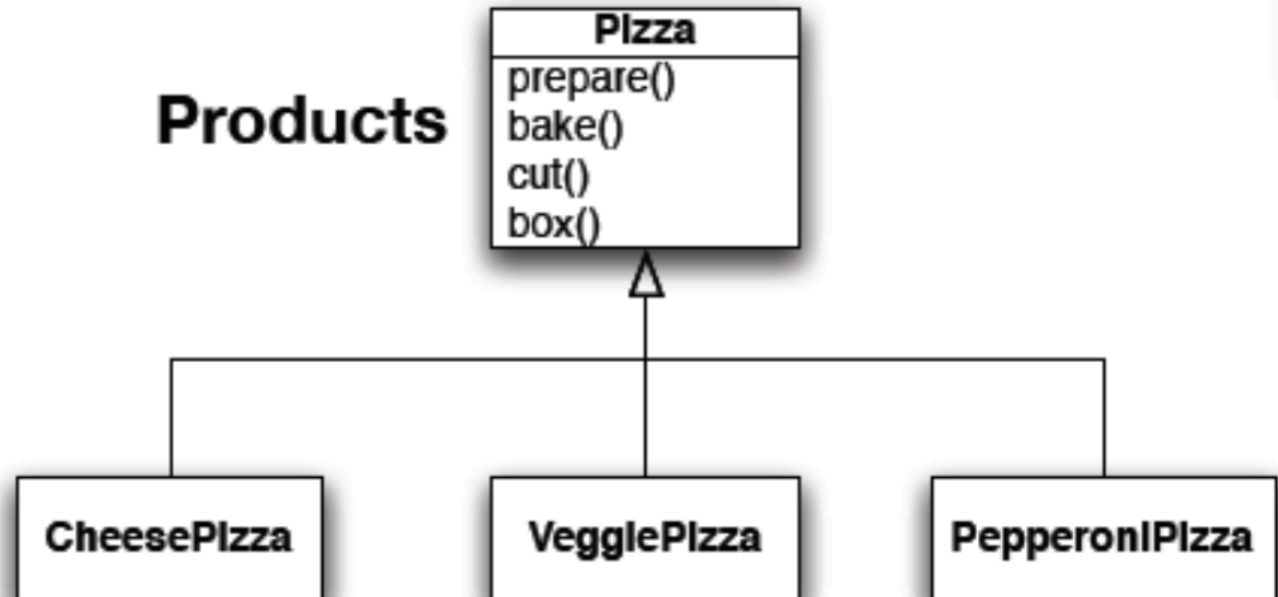 Pizza
Products
prepare()
bake()
cut()
box()
CheesePizza
VeggiePizza
PepperoniPizza